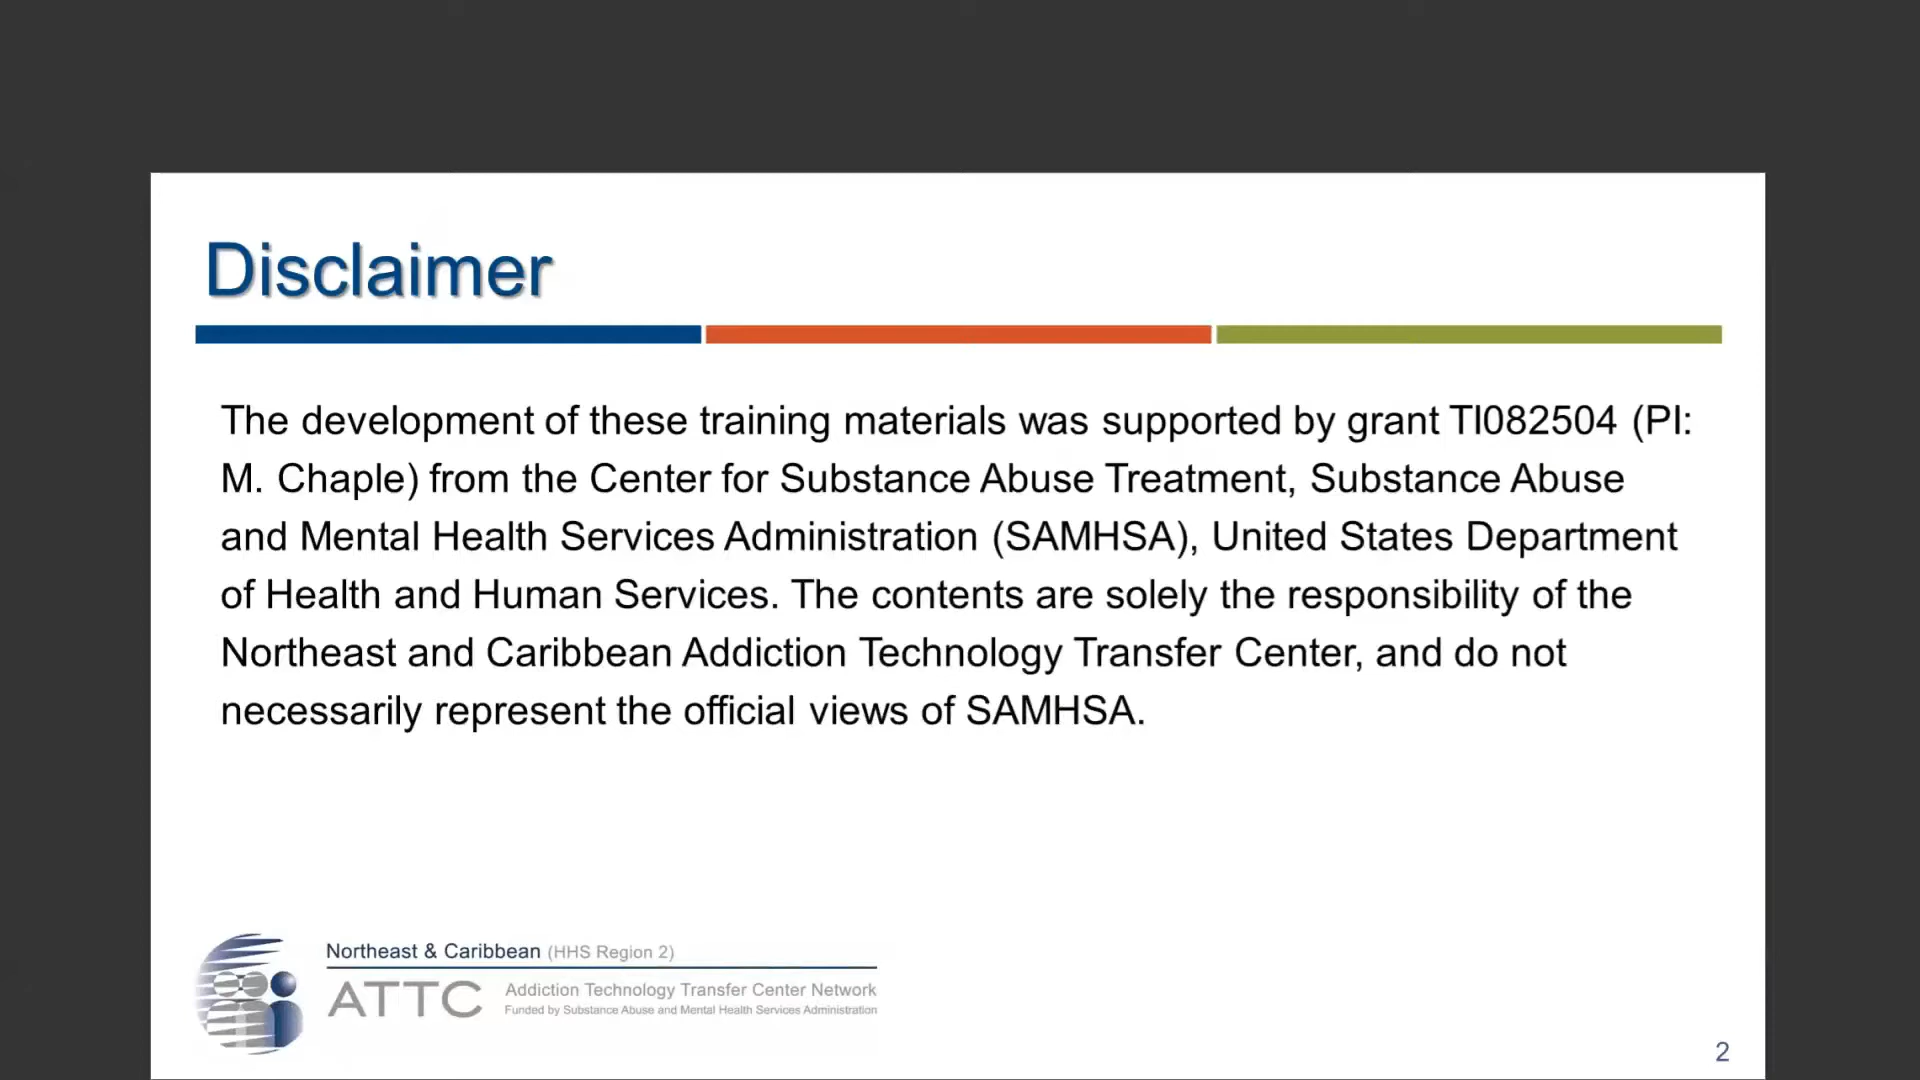 Disclaimer
The development of these training materials was supported by grant TI082504 (PI:
M. Chaple) from the Center for Substance Abuse Treatment, Substance Abuse
and Mental Health Services Administration (SAMHSA), United States Department
of Health and Human Services. The contents are solely the responsibility of the
Northeast and Caribbean Addiction Technology Transfer Center, and do not
necessarily represent the official views of SAMHSA.
Northeast & Caribbean (HHS Region 2)
ATTC Addiction Technology Transfer Center Network
Funded by Substance Abuse and Mental Health Services Administration
2